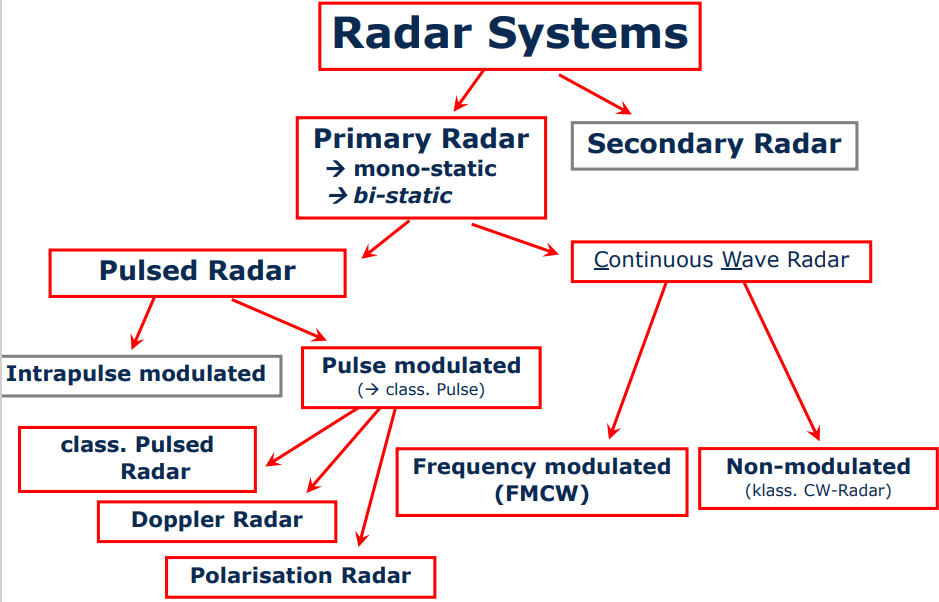 Radar Systems
Primary Radar
→ mono-static
→ bi-static
Secondary Radar
Pulsed Radar
Continuous Wave Radar
Intrapulse modulated
Pulse modulated
(→ class. Pulse)
class. Pulsed
Radar
Doppler Radar
Polarisation Radar
Frequency modulated
(FMCW)
Non-modulated
(klass. CW-Radar)